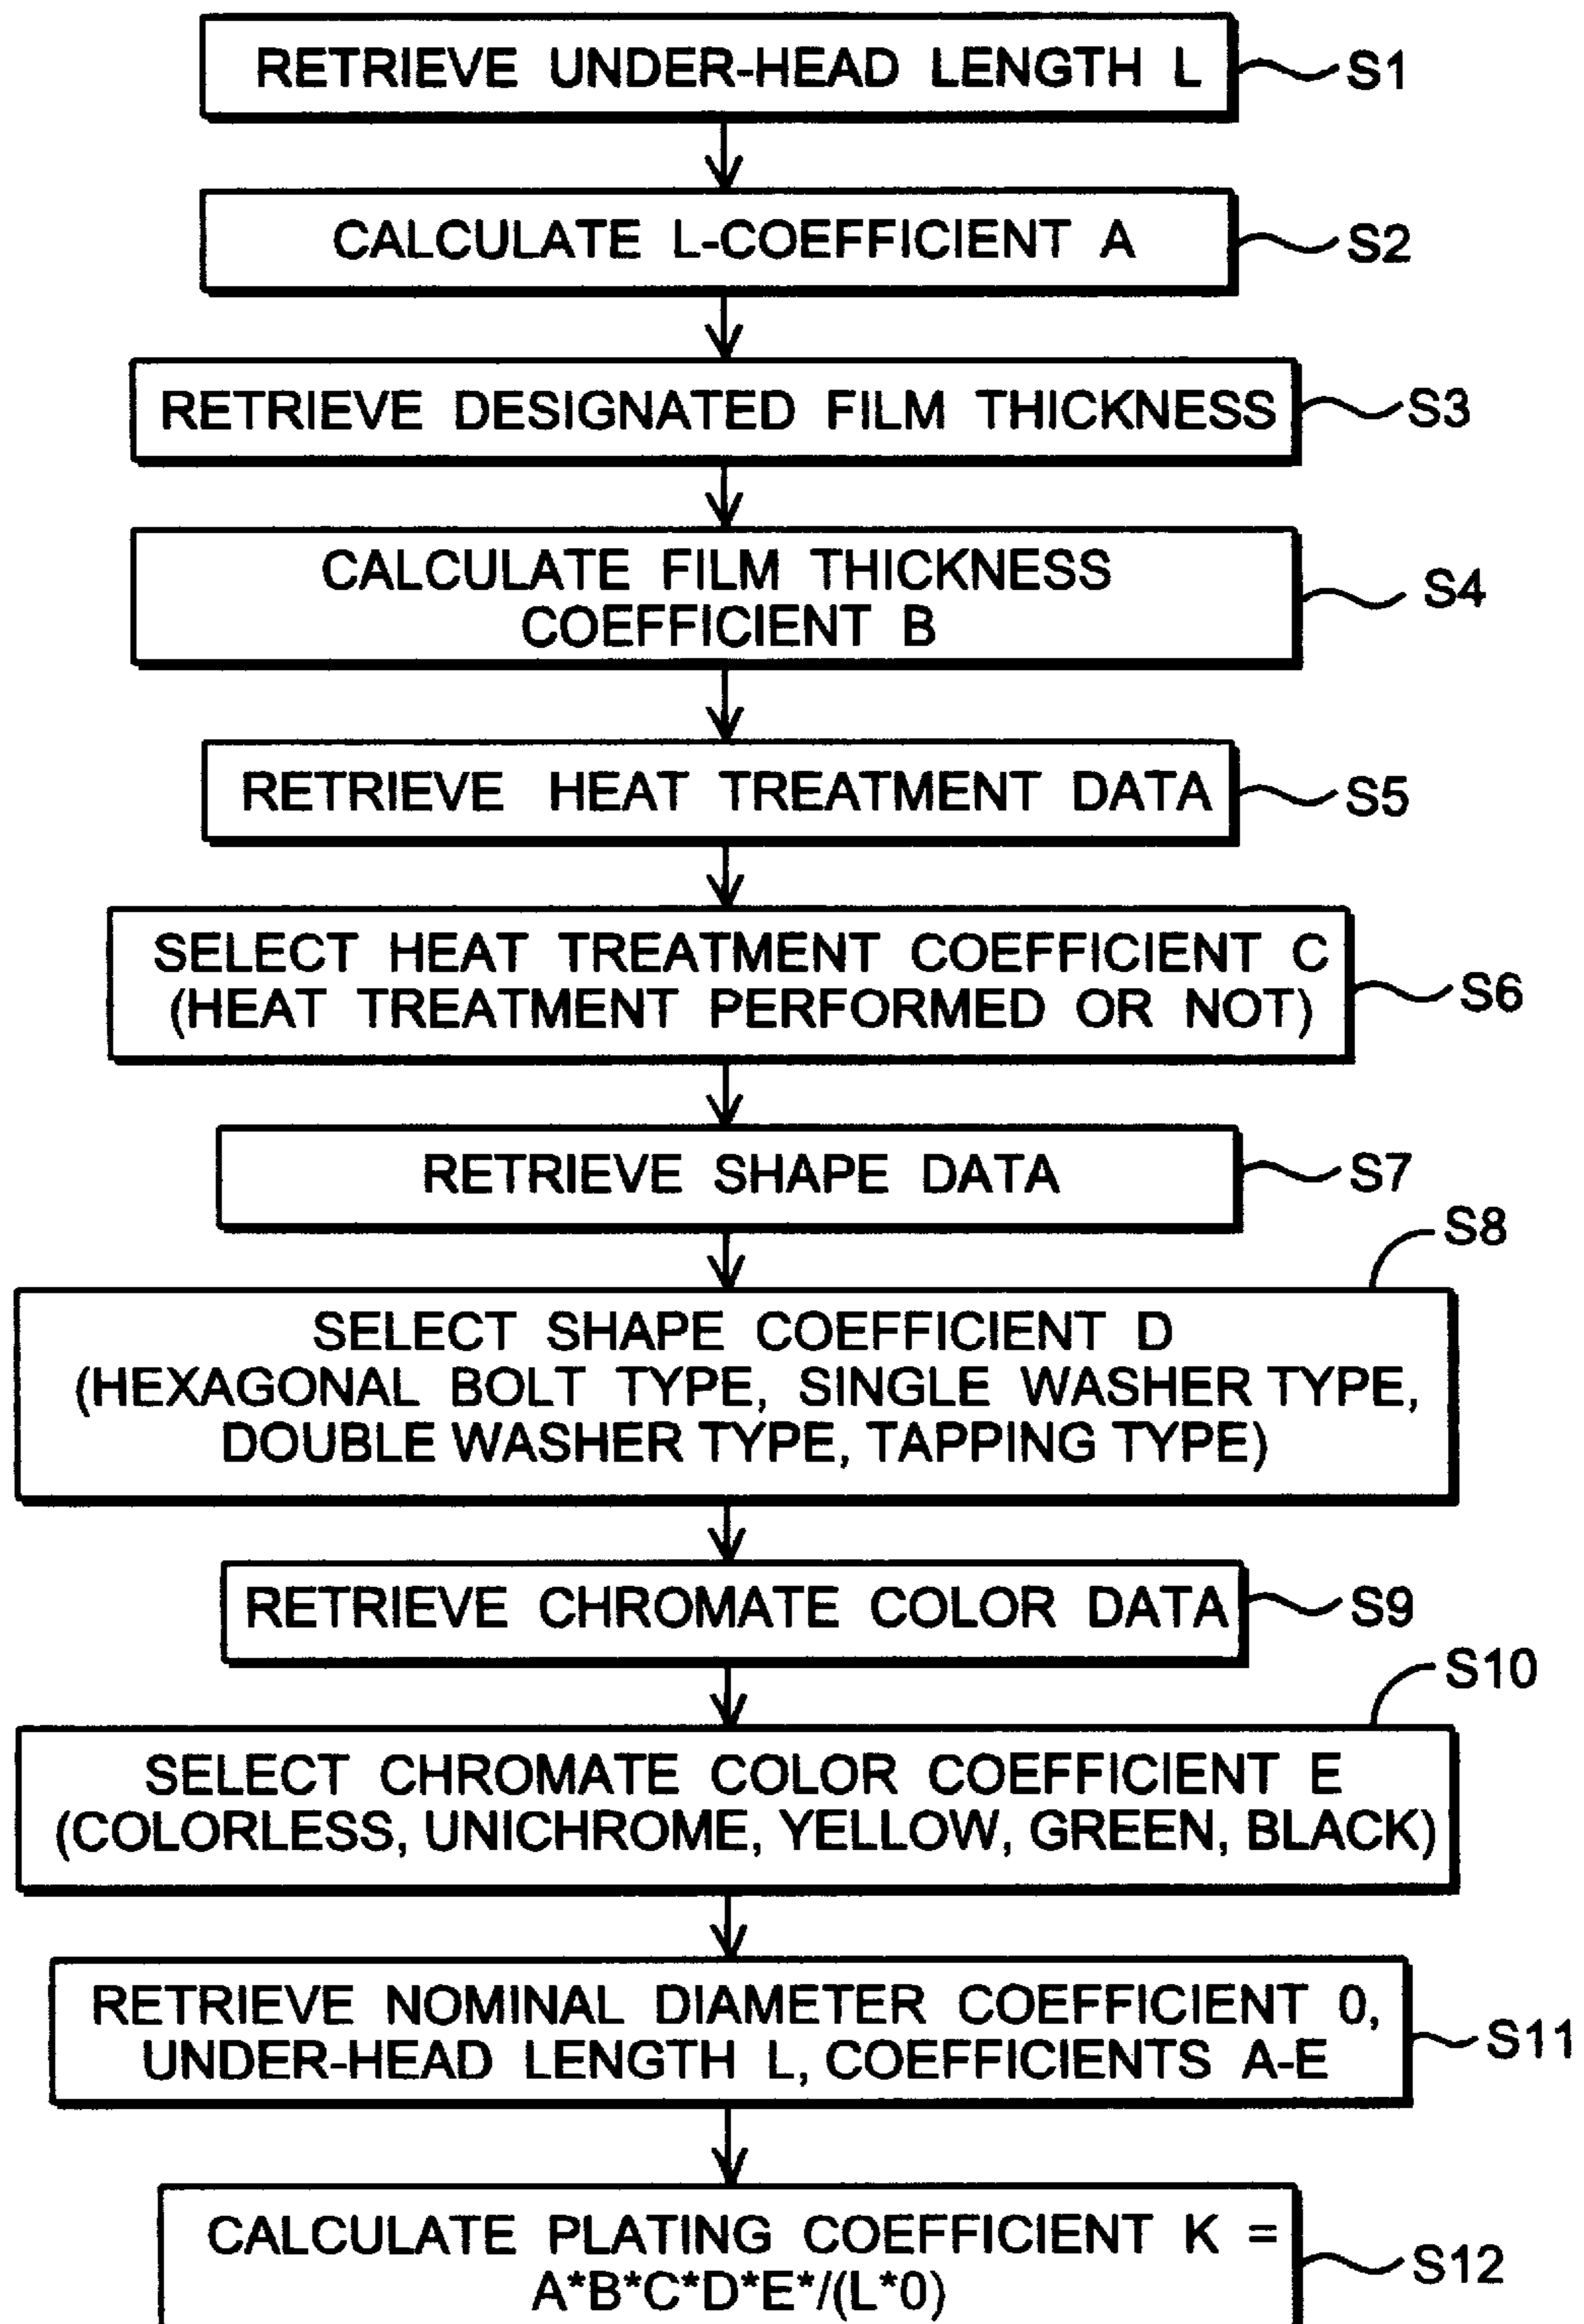 RETRIEVE UNDER-HEAD LENGTH L
S1
CALCULATE L-COEFFICIENT A
S2
RETRIEVE DESIGNATED FILM THICKNESS
S3
CALCULATE FILM THICKNESS
COEFFICIENT B
S4
RETRIEVE HEAT TREATMENT DATA
S5
SELECT HEAT TREATMENT COEFFICIENT C
(HEAT TREATMENT PERFORMED OR NOT)
S6
RETRIEVE SHAPE DATA
S7
S8
SELECT SHAPE COEFFICIENT D
(HEXAGONAL BOLT TYPE, SINGLE WASHER TYPE,
DOUBLE WASHER TYPE, TAPPING TYPE)
RETRIEVE CHROMATE COLOR DATA
S9
S10
SELECT CHROMATE COLOR COEFFICIENT E
(COLORLESS, UNICHROME, YELLOW, GREEN, BLACK)
RETRIEVE NOMINAL DIAMETER COEFFICIENT 0,
UNDER-HEAD LENGTH L, COEFFICIENTS A-E
S11
CALCULATE PLATING COEFFICIENT K =
A*B*C*D*E*/(L*0)
S12